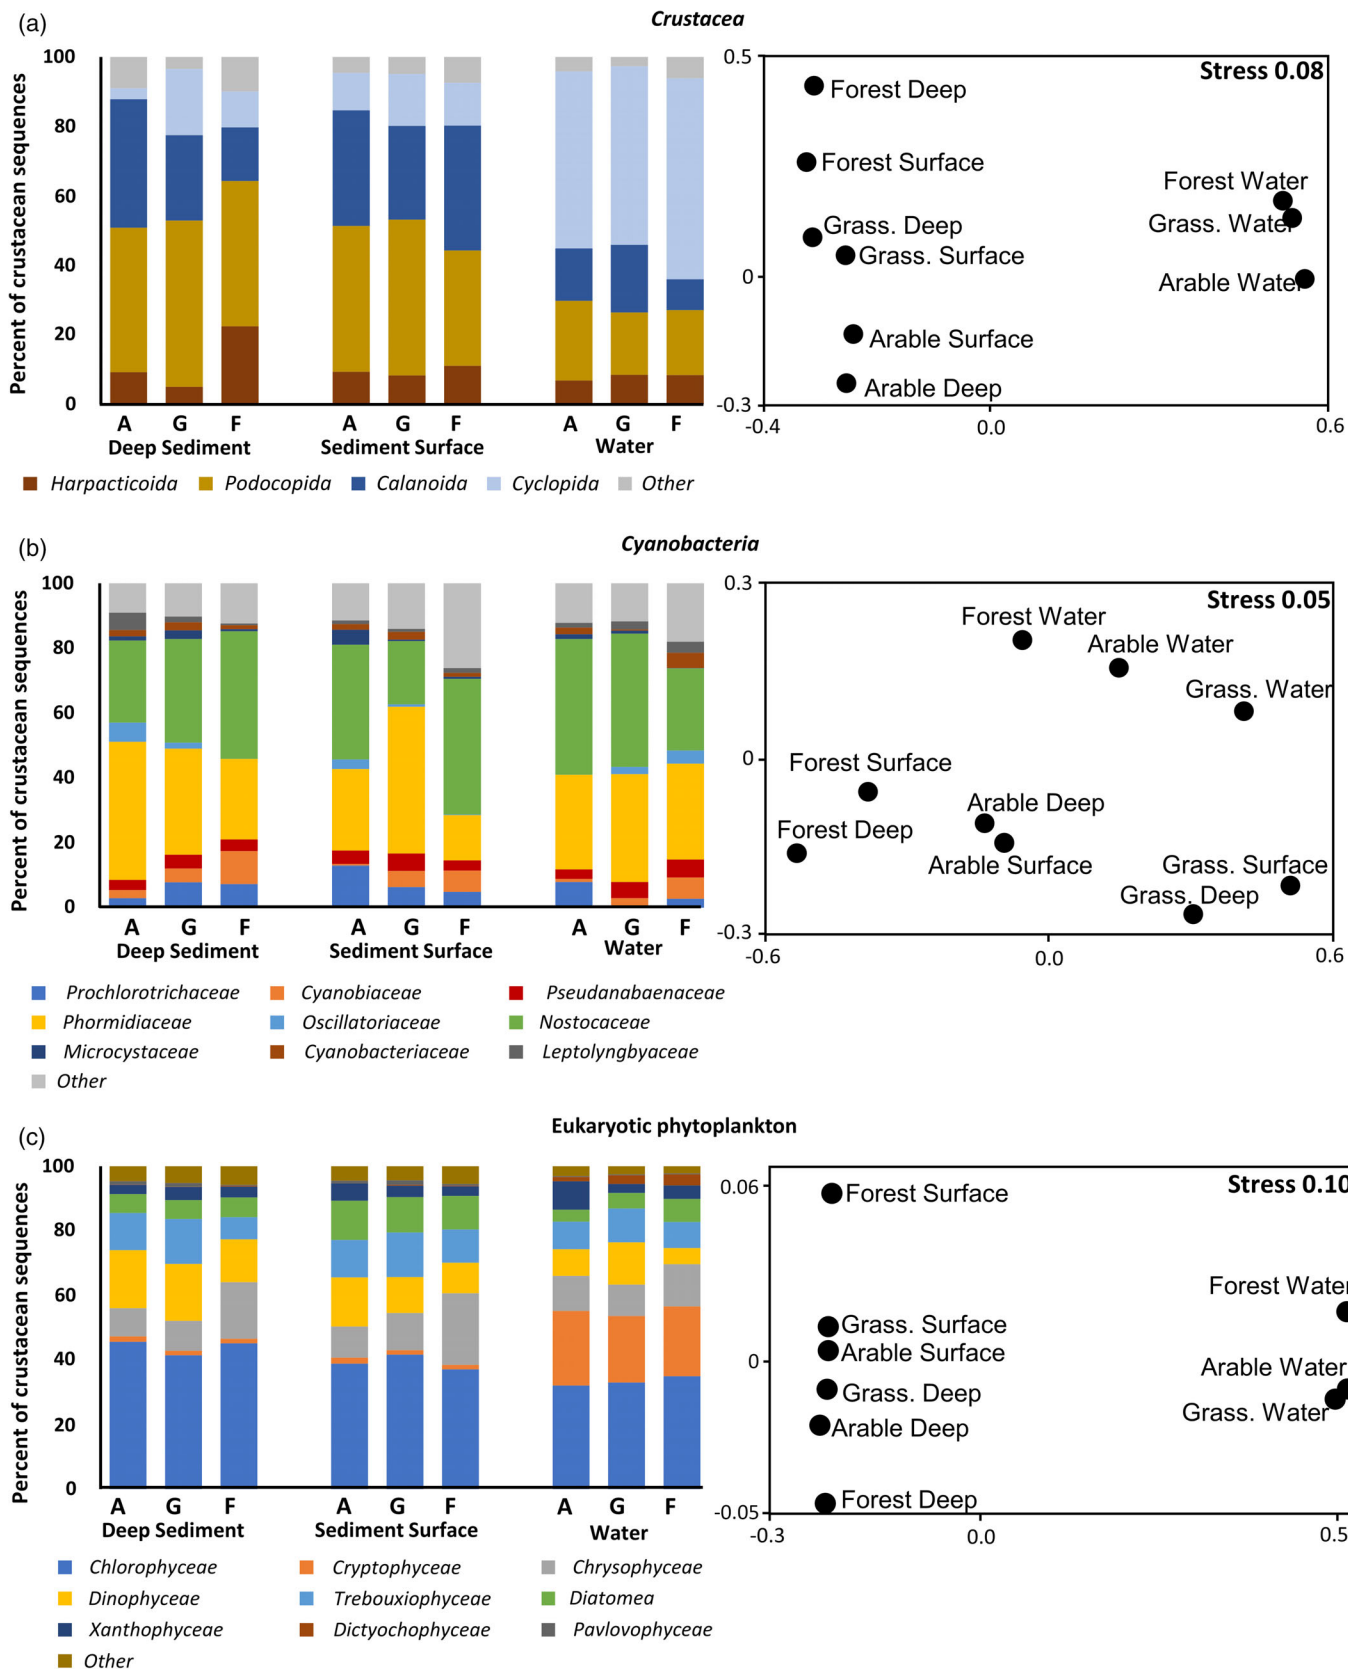 (a)
Crustacea
Percent of crustacean sequences
100
80
60
40
20
0
A G F A G F A G F
Deep Sediment Sediment Surface Water
Harpacticoida Podocopida Calanoida Cyclopida Other
0.5
0
-0.3
-0.4 0.0 0.6
Stress 0.08
Forest Deep
Forest Surface
Forest Water
Grass. Deep
Grass. Water
Grass. Surface
Arable Water
Arable Surface
Arable Deep
(b)
Cyanobacteria
Percent of crustacean sequences
100
80
60
40
20
0
A G F A G F A G F
Deep Sediment Sediment Surface Water
Prochlorotrichaceae Cyanobiaceae Pseudanabaenaceae
Phormidiaceae Oscillatoriaceae Nostocaceae
Microcystaceae Cyanobacteriaceae Leptolyngbyaceae
Other
0.3
0
-0.3
-0.6 0.0 0.6
Stress 0.05
Forest Water
Arable Water
Grass. Water
Forest Surface
Arable Deep
Forest Deep
Arable Surface
Grass. Surface
Grass. Deep
(c)
Eukaryotic phytoplankton
Percent of crustacean sequences
100
80
60
40
20
0
A G F A G F A G F
Deep Sediment Sediment Surface Water
Chlorophyceae Cryptophyceae Chrysophyceae
Dinophyceae Trebouxiophyceae Diatomea
Xanthophyceae Dictyochophyceae Pavlovophyceae
Other
0.06
0
-0.05
-0.3 0.0 0.5
Stress 0.10
Forest Surface
Forest Water
Grass. Surface
Arable Surface
Arable Water
Grass. Deep
Grass. Water
Arable Deep
Forest Deep